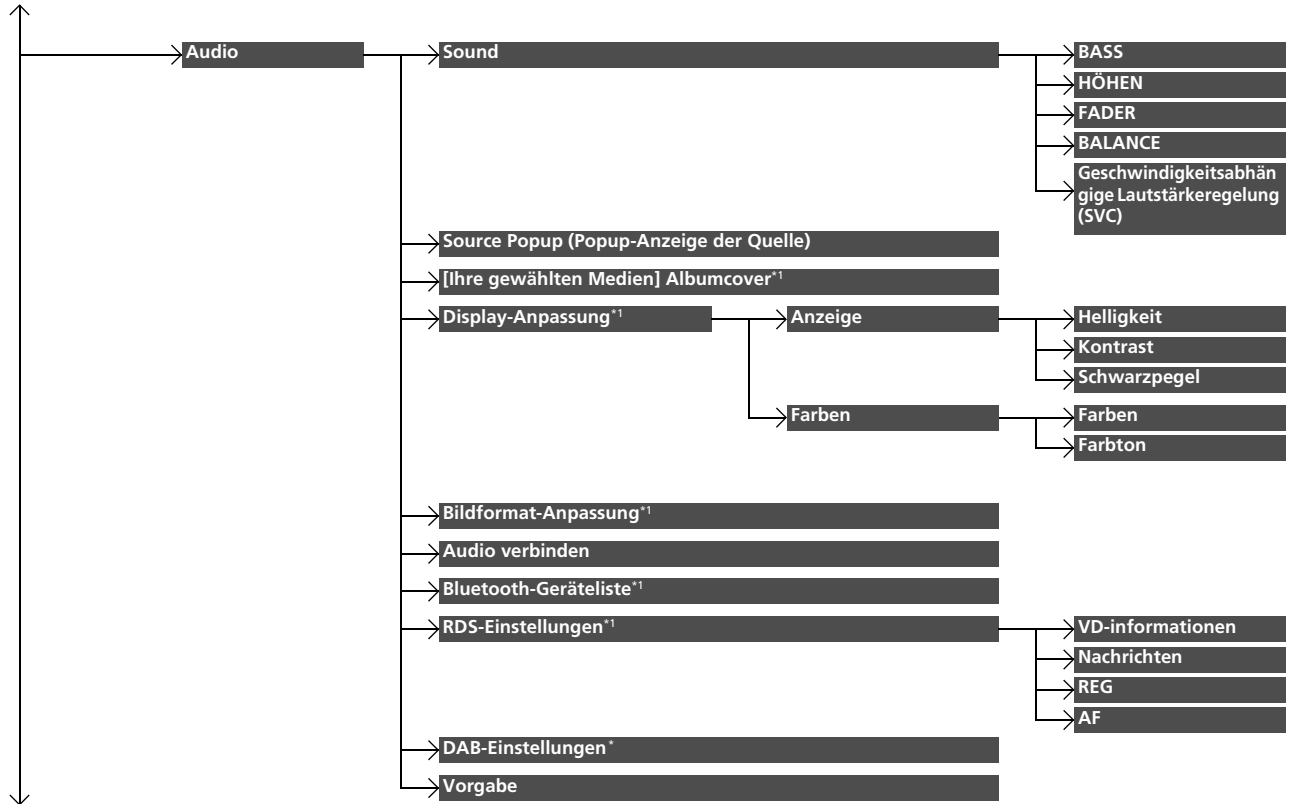 Audio
Sound
BASS
HÖHEN
FADER
BALANCE
Geschwindigkeitsabhän
gige Lautstärkeregelung
(SVC)
Source Popup (Popup-Anzeige der Quelle)
[Ihre gewählten Medien] Albumcover*1
Display-Anpassung*1
Anzeige
Helligkeit
Kontrast
Schwarzpegel
Farben
Farben
Farbton
Bildformat-Anpassung*1
Audio verbinden
Bluetooth-Geräteliste*1
RDS-Einstellungen*1
VD-informationen
Nachrichten
REG
AF
DAB-Einstellungen*
Vorgabe